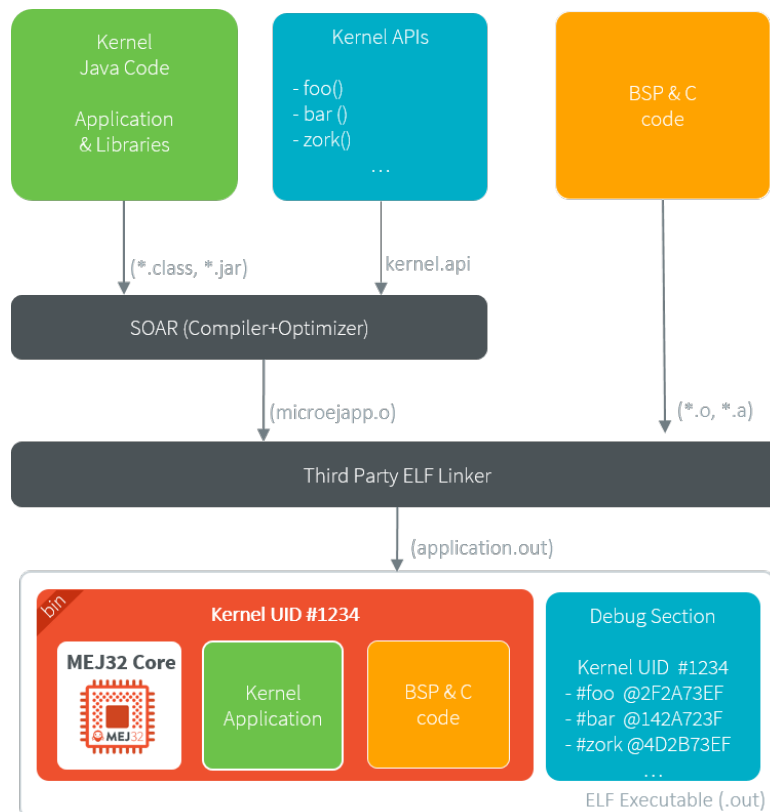 Kernel
Java Code
Application
& Libraries
Kernel APIs
- foo()
- bar ()
- zork()
...
BSP & C
code
(*.class, *.jar)
kernel.api
SOAR (Compiler+Optimizer)
(microejapp.o)
(*.o, *.a)
Third Party ELF Linker
(application.out)
bin
Kernel UID #1234
MEJ32 Core
MEJ32
Kernel
Application
BSP & C
code
Debug Section
Kernel UID #1234
- #foo @2F2A73EF
- #bar @142A723F
- #zork @4D2B73EF
...
ELF Executable (.out)